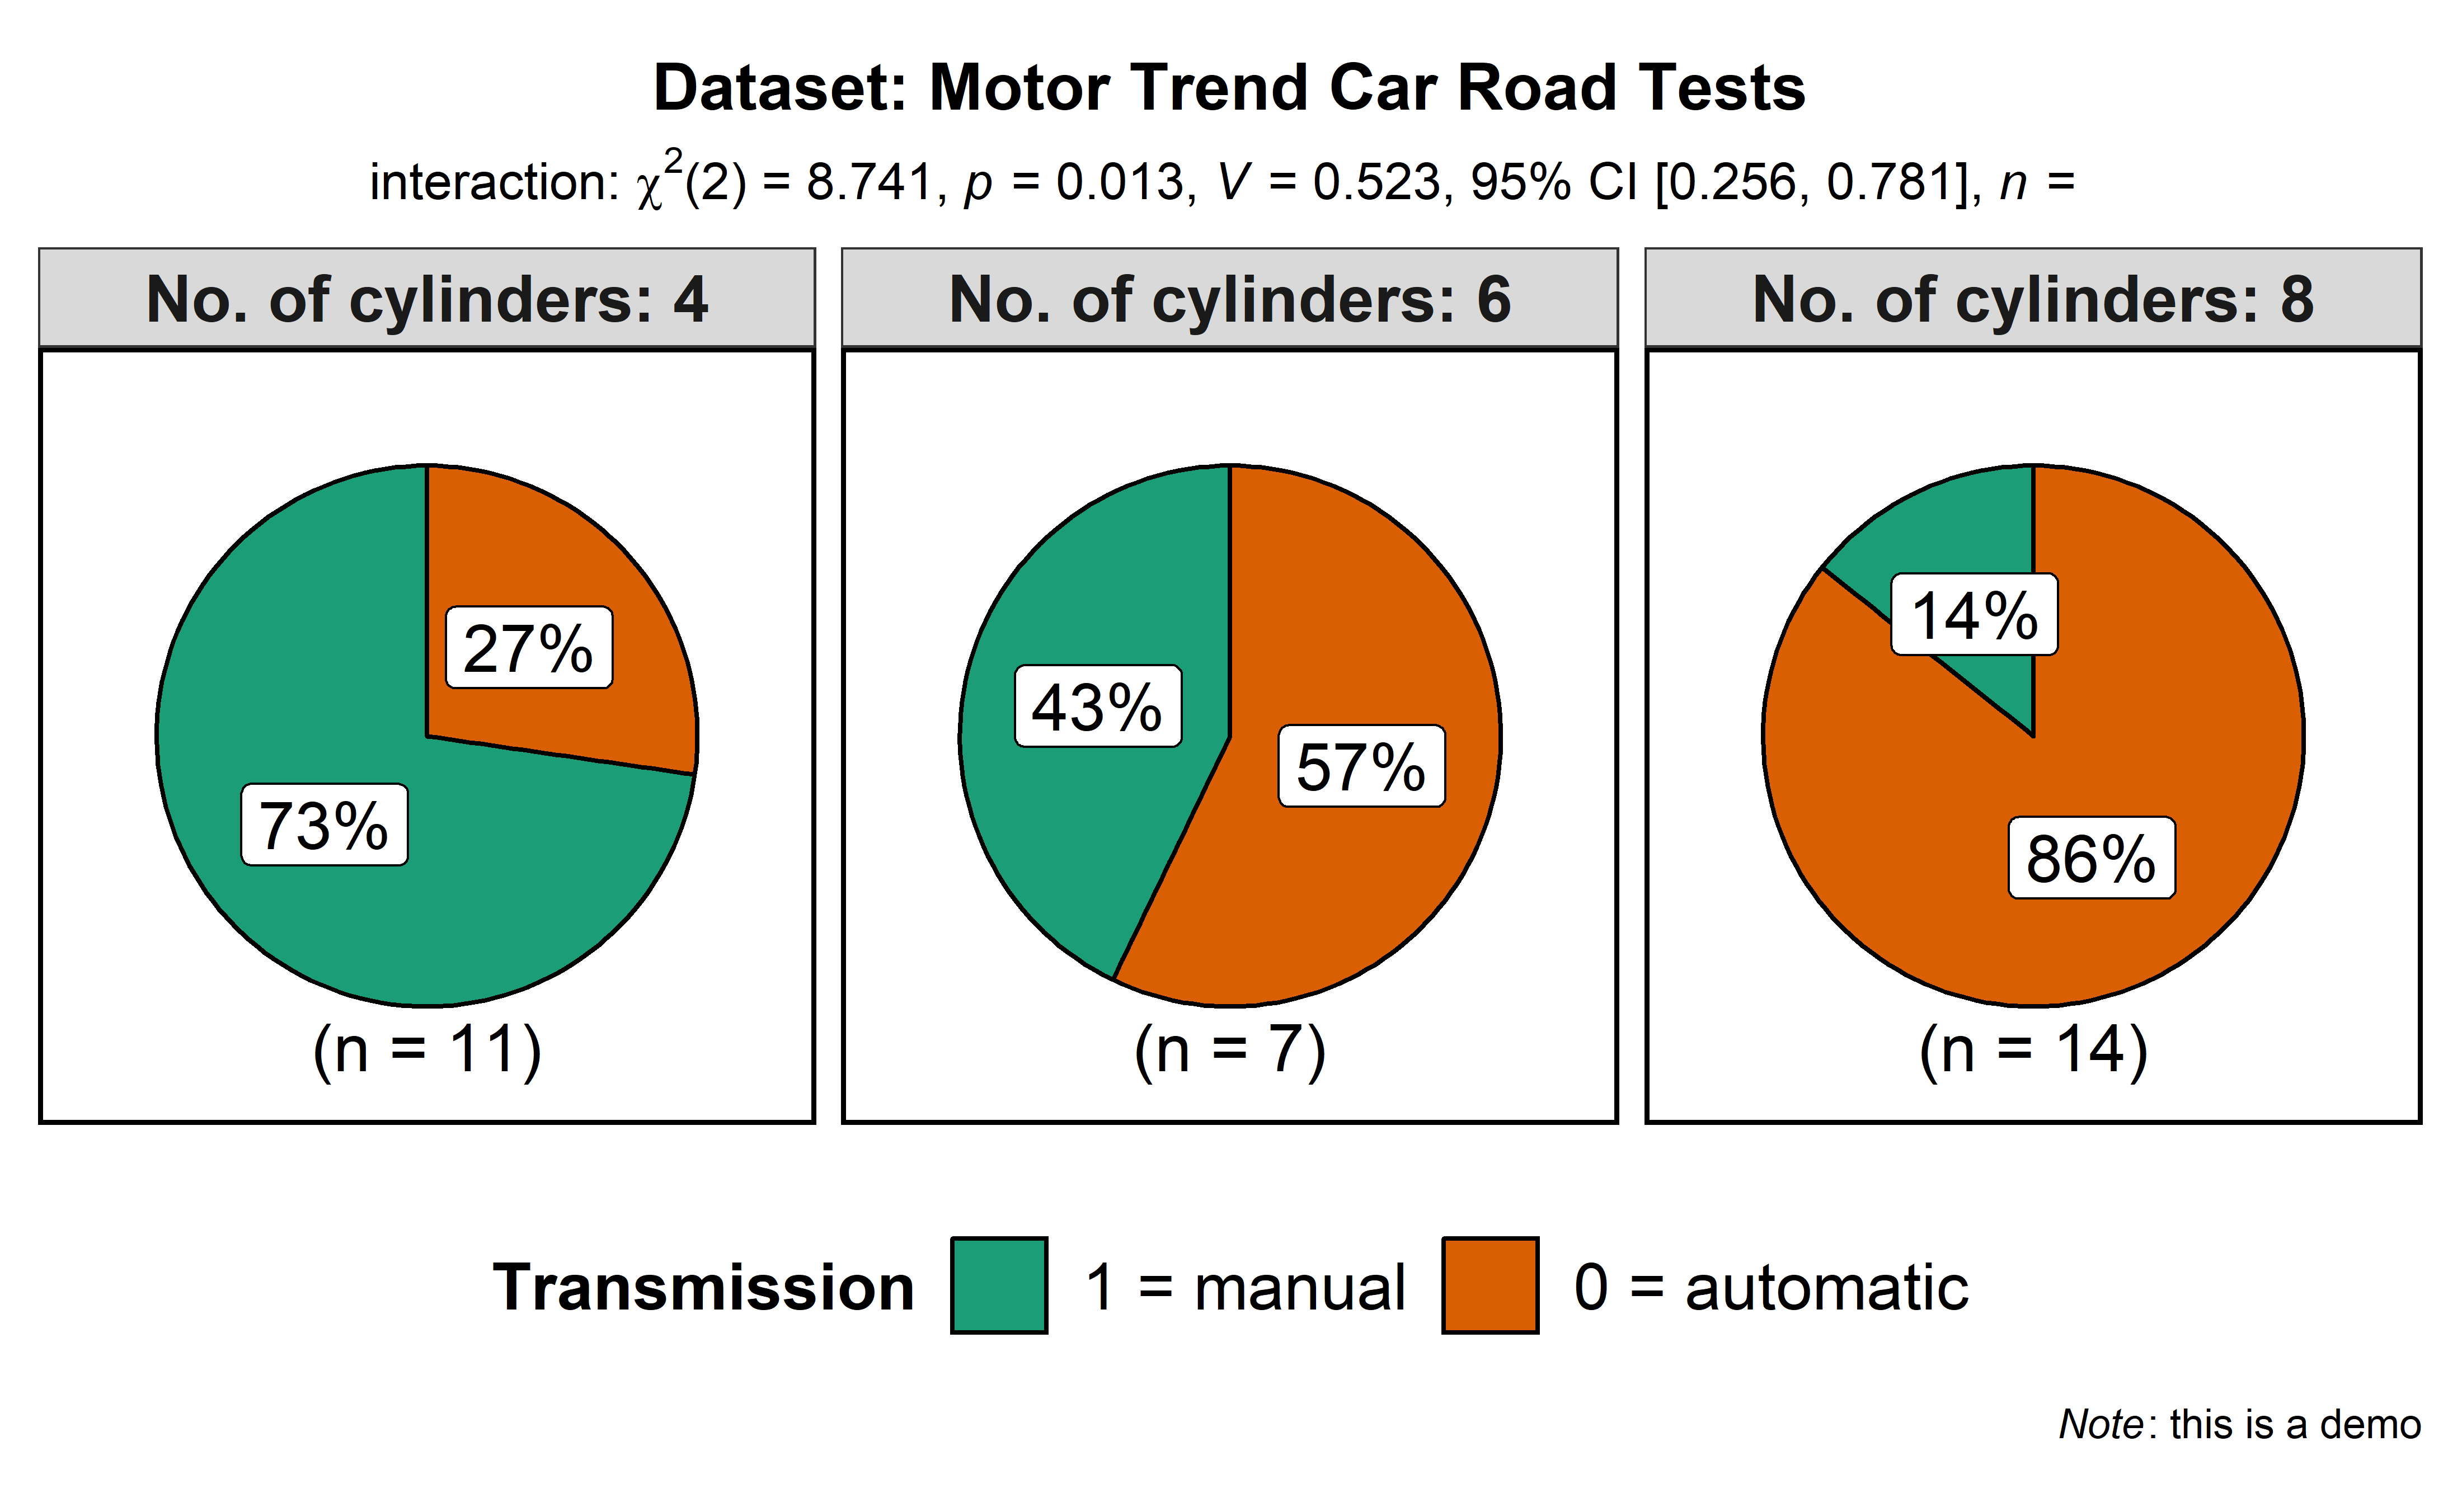 Dataset: Motor Trend Car Road Tests
interaction: χ²(2) = 8.741, p = 0.013, V = 0.523, 95% CI [0.256, 0.781], n =
No. of cylinders: 4
No. of cylinders: 6
No. of cylinders: 8
27%
73%
(n = 11)
43%
57%
(n = 7)
14%
86%
(n = 14)
Transmission 1 = manual 0 = automatic
Note: this is a demo